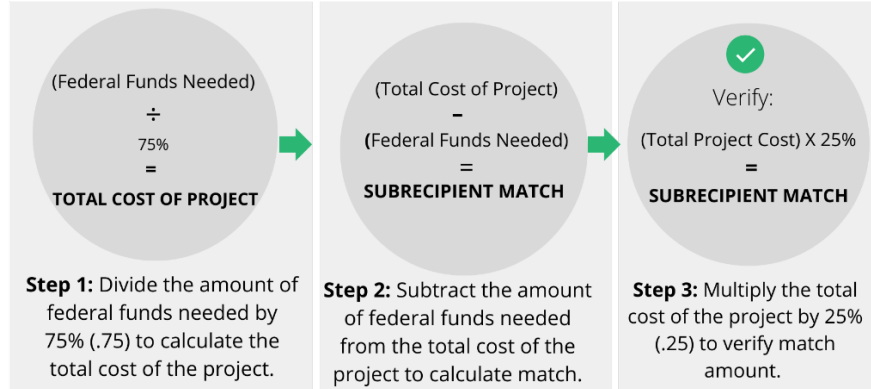 (Federal Funds Needed)
÷
75%
=
TOTAL COST OF PROJECT
Step 1: Divide the amount of
federal funds needed by
75% (.75) to calculate the
total cost of the project.
(Total Cost of Project)
–
(Federal Funds Needed)
=
SUBRECIPIENT MATCH
Step 2: Subtract the amount
of federal funds needed
from the total cost of the
project to calculate match.
Verify:
(Total Project Cost) X 25%
=
SUBRECIPIENT MATCH
Step 3: Multiply the total
cost of the project by 25%
(.25) to verify match
amount.